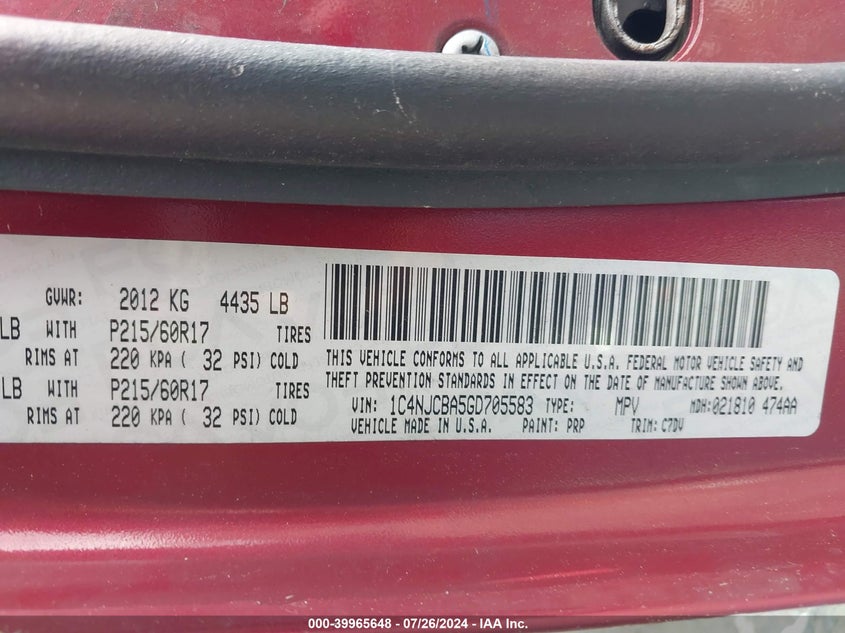 GVWR: 2012 KG 4435 LB
LB WITH P215/60R17 TIRES
RIMS AT 220 KPA ( 32 PSI) COLD
LB WITH P215/60R17 TIRES
RIMS AT 220 KPA ( 32 PSI) COLD
THIS VEHICLE CONFORMS TO ALL APPLICABLE U.S.A. FEDERAL MOTOR VEHICLE SAFETY AND
THEFT PREVENTION STANDARDS IN EFFECT ON THE DATE OF MANUFACTURE SHOWN ABOVE.
VIN: 1C4NJCBA5GD705583 TYPE: MPV MDH:021810 474AA
VEHICLE MADE IN U.S.A. PAINT: PRP TRIM: C7DV
000-39965648 - 07/26/2024 - IAA Inc.